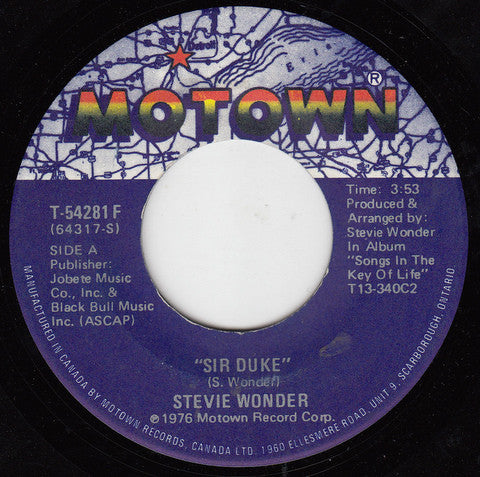 MOTOWN®
T-54281 F
(64317-S)
SIDE A
Publisher:
Jobete Music
Co., Inc. &
Black Bull Music
Inc. (ASCAP)
Time: 3:53
Produced &
Arranged by:
Stevie Wonder
In Album
"Songs In The
Key Of Life"
T13-340C2
"SIR DUKE"
(S. Wonder)
STEVIE WONDER
℗ 1976 Motown Record Corp.
MANUFACTURED IN CANADA BY MOTOWN RECORDS, CANADA LTD. 1960 ELLESMERE ROAD, UNIT 9, SCARBOROUGH, ONTARIO